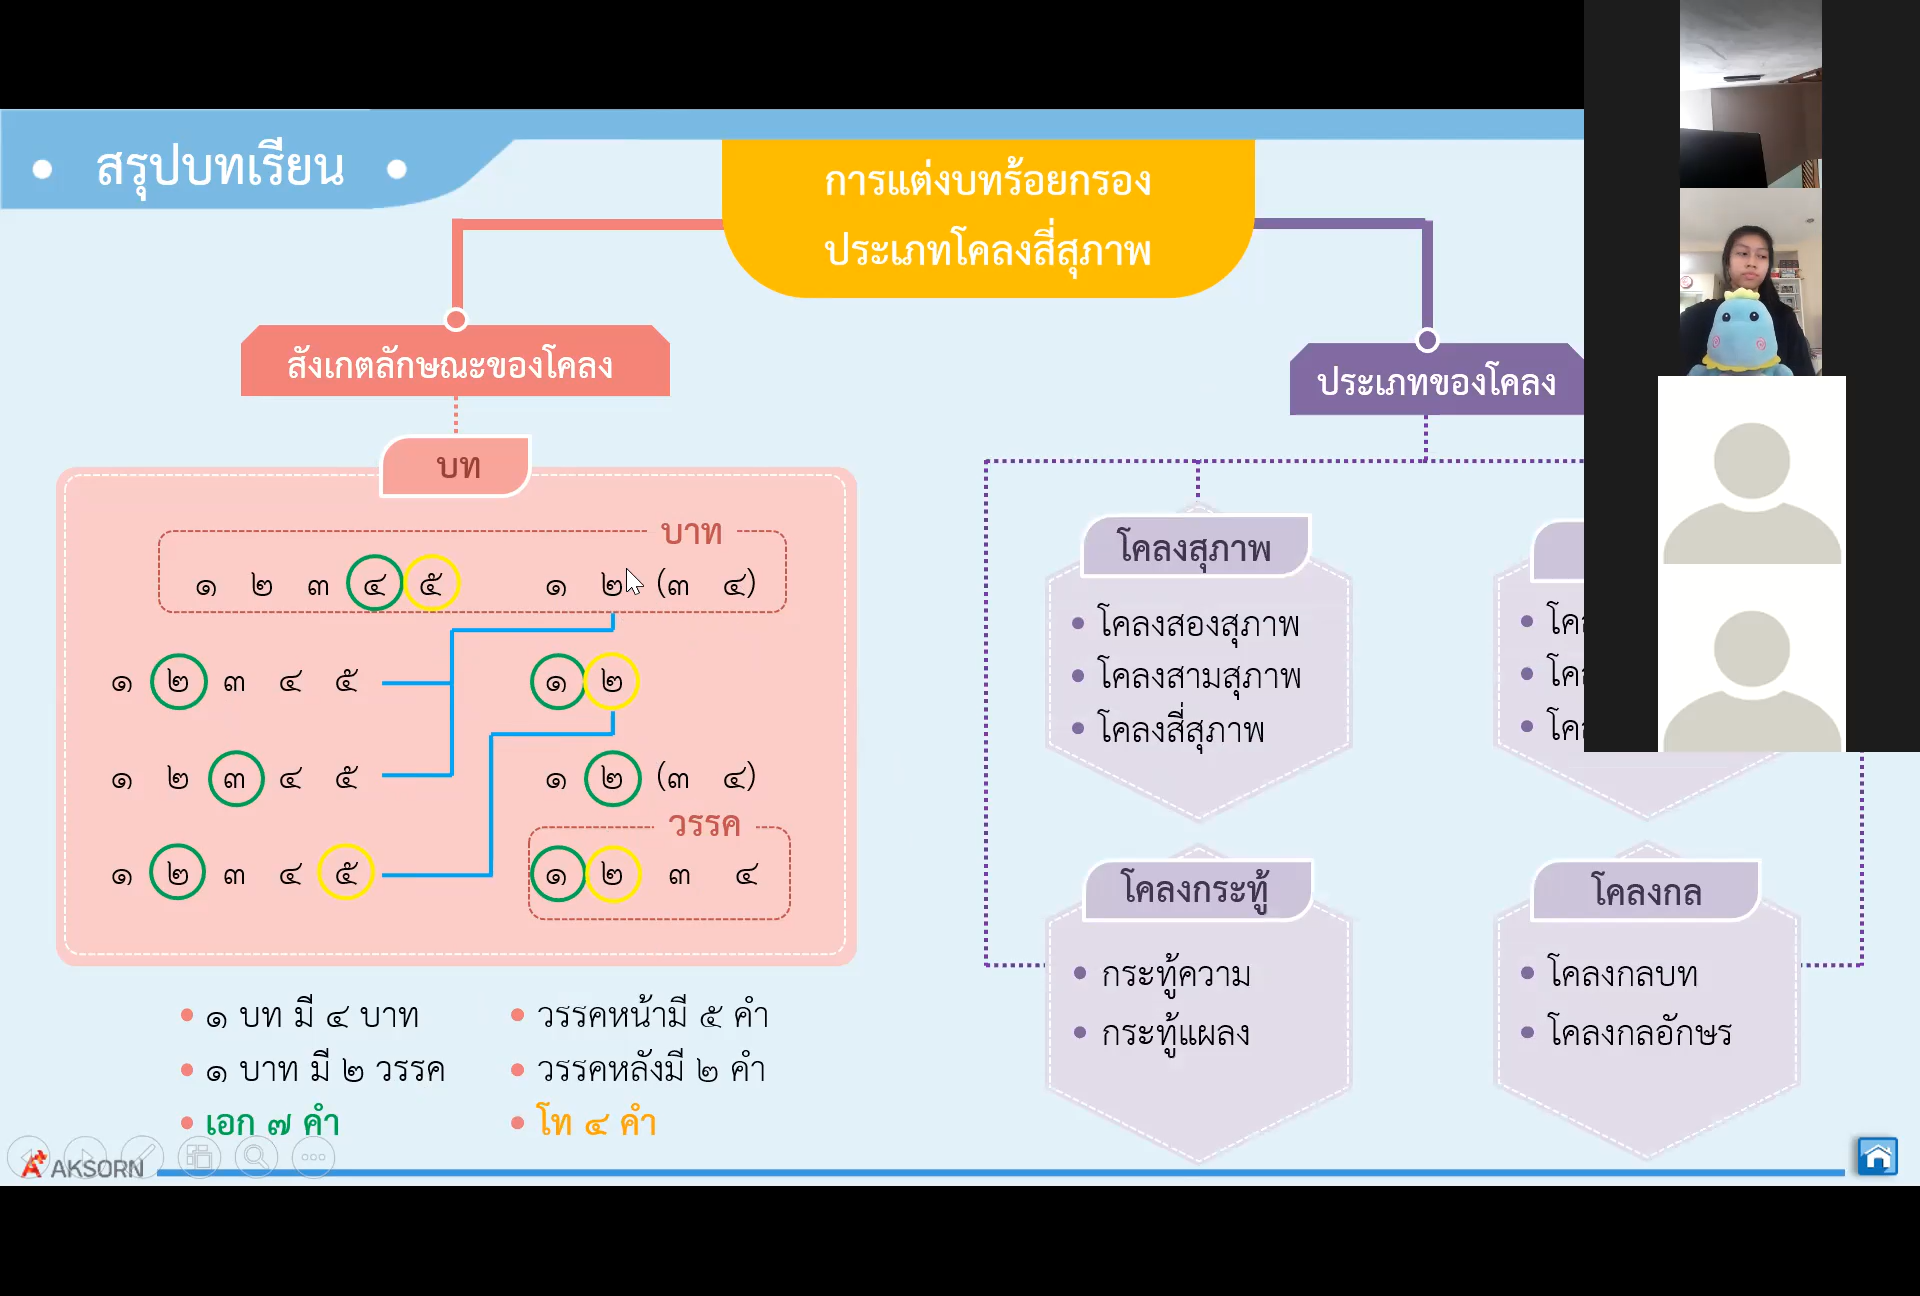 สรุปบทเรียน
การแต่งบทร้อยกรอง
ประเภทโคลงสี่สุภาพ
สังเกตลักษณะของโคลง
บท
บาท
๑ ๒ ๓ ๔ ๕ ๑ ๒ (๓ ๔)
๑ ๒ ๓ ๔ ๕ ๑ ๒
๑ ๒ ๓ ๔ ๕ ๑ ๒ (๓ ๔)
วรรค
๑ ๒ ๓ ๔ ๕ ๑ ๒ ๓ ๔
๑ บท มี ๔ บาท
๑ บาท มี ๒ วรรค
เอก ๗ คำ
วรรคหน้ามี ๕ คำ
วรรคหลังมี ๒ คำ
โท ๔ คำ
ประเภทของโคลง
โคลงสุภาพ
โคลงสองสุภาพ
โคลงสามสุภาพ
โคลงสี่สุภาพ
โคลงกระทู้
กระทู้ความ
กระทู้แผลง
โคลงกล
โคลงกลบท
โคลงกลอักษร
AKSORN